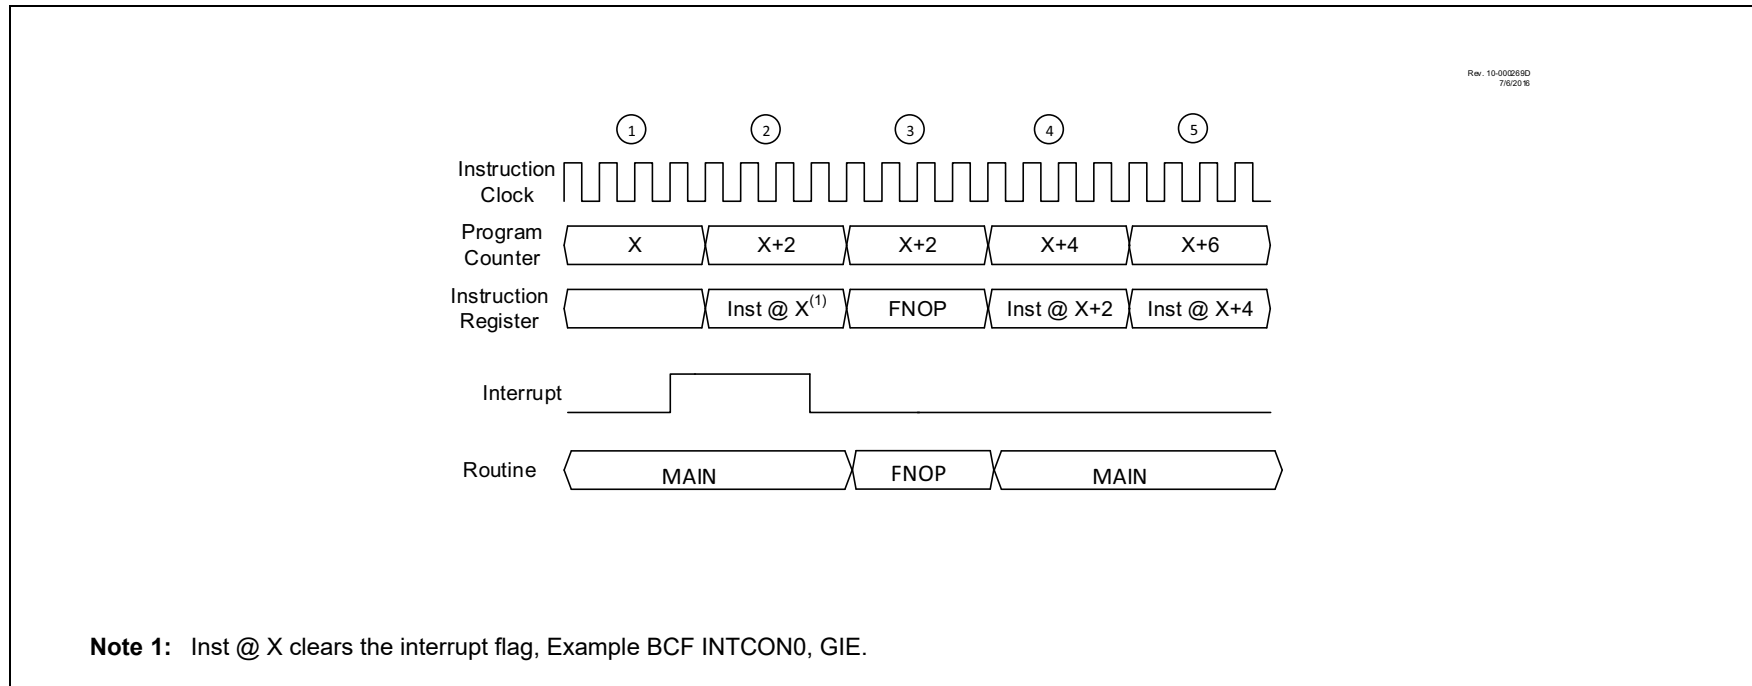 Rev. 10-000269D
7/6/2016
1 2 3 4 5
Instruction
Clock
Program
Counter
X X+2 X+2 X+4 X+6
Instruction
Register
Inst @ X(1) FNOP Inst @ X+2 Inst @ X+4
Interrupt
Routine MAIN FNOP MAIN
Note 1: Inst @ X clears the interrupt flag, Example BCF INTCON0, GIE.